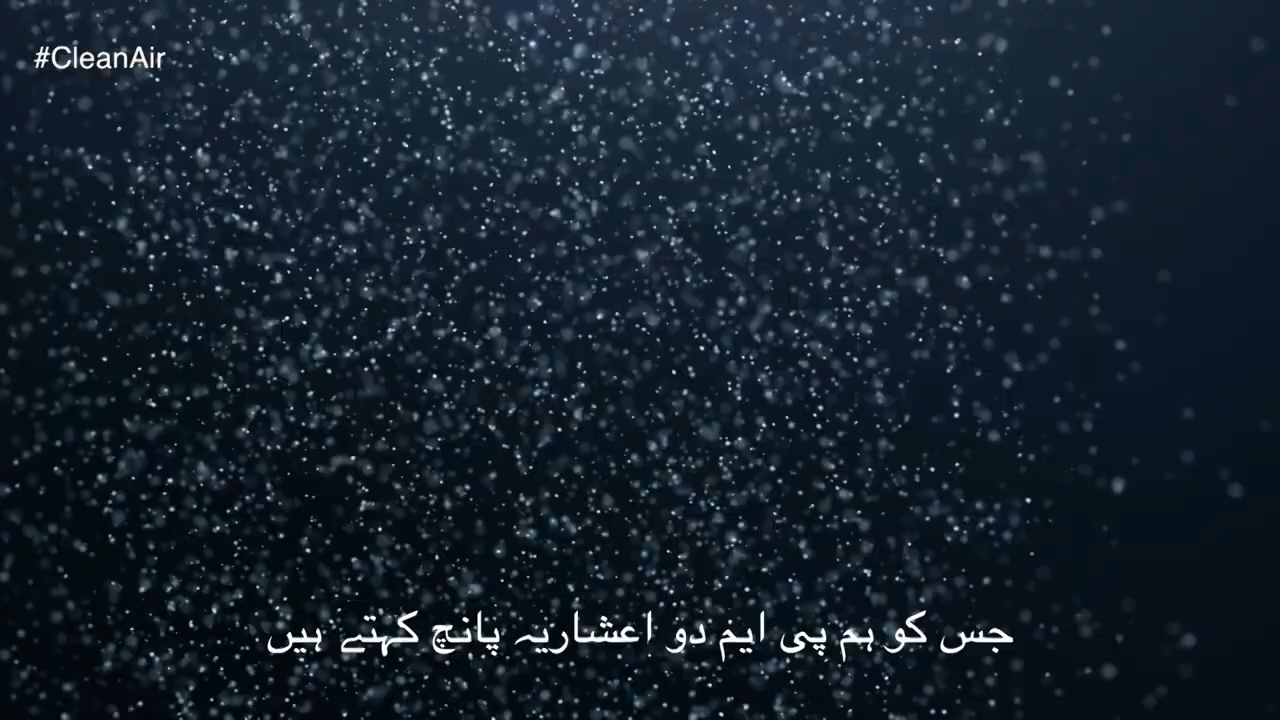 #CleanAir
جس کو ہم پی ایم دو اعشاریہ پانچ کہتے ہیں